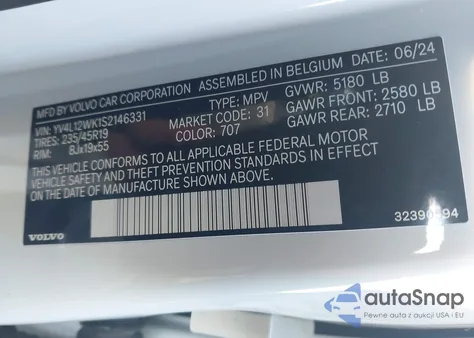 MFD BY VOLVO CAR CORPORATION ASSEMBLED IN BELGIUM DATE: 06/24
VIN: YV4L12WK1S2146331 TYPE: MPV GVWR: 5180 LB
TIRES: 235/45R19 MARKET CODE: 31 GAWR FRONT: 2580 LB
RIM: 8Jx19x55 COLOR: 707 GAWR REAR: 2710 LB
THIS VEHICLE CONFORMS TO ALL APPLICABLE FEDERAL MOTOR
VEHICLE SAFETY AND THEFT PREVENTION STANDARDS IN EFFECT ON
THE DATE OF MANUFACTURE SHOWN ABOVE.
VOLVO
autoSnap
Pewne auta z aukcji USA i EU